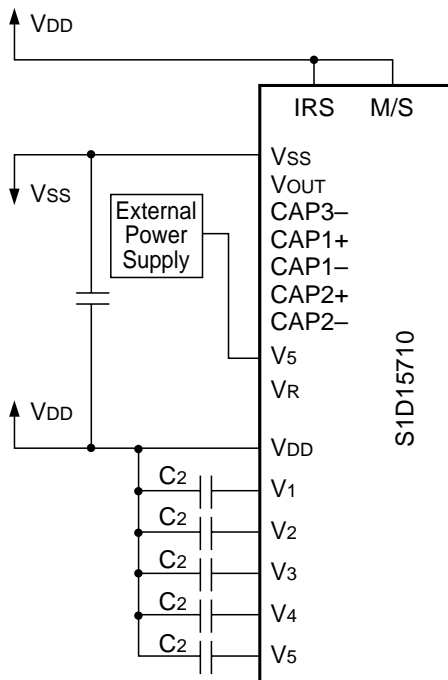 VDD
IRS M/S
VSS
VSS
VOUT
External
Power
Supply
CAP3–
CAP1+
CAP1–
CAP2+
CAP2–
V5
VR
S1D15710
VDD
VDD
C2 V1
C2 V2
C2 V3
C2 V4
C2 V5